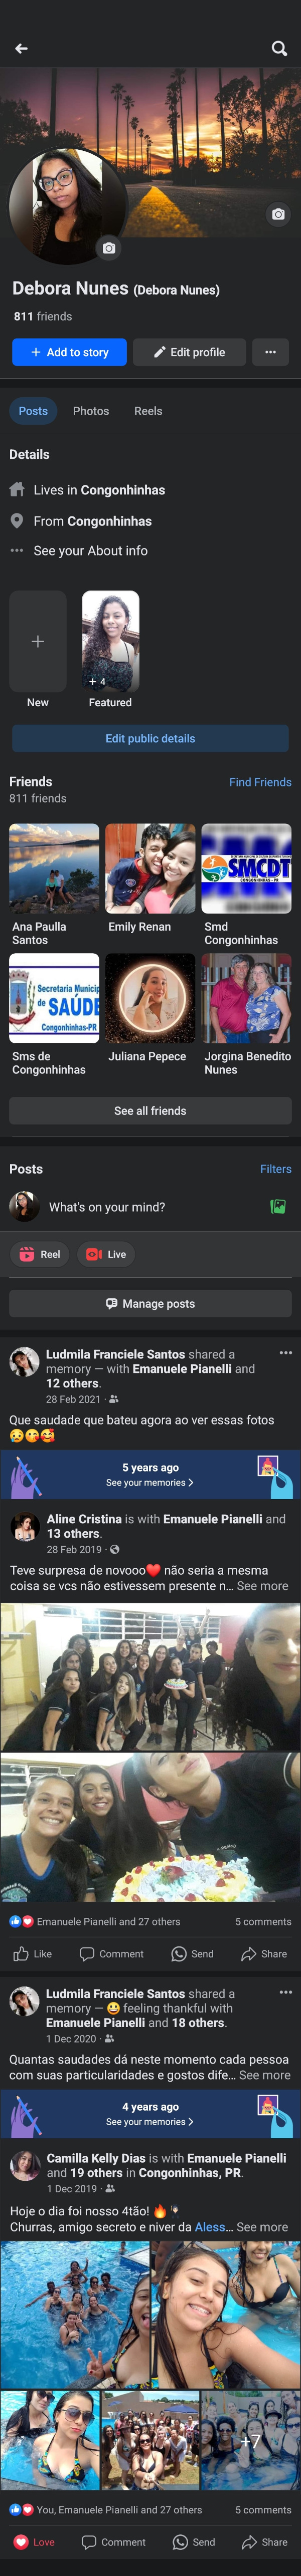 Debora Nunes (Debora Nunes)
811 friends
Add to story
Edit profile
Posts
Photos
Reels
Details
Lives in Congonhinhas
From Congonhinhas
See your About info
+ 4
New
Featured
Edit public details
Friends
Find Friends
811 friends
SMCDT
CONGONHINHAS - PR
Ana Paulla
Santos
Emily Renan
Smd
Congonhinhas
Secretaria Municip
de SAÚDE
Congonhinhas-PR
Sms de
Congonhinhas
Juliana Pepece
Jorgina Benedito
Nunes
See all friends
Posts
Filters
What's on your mind?
Reel
Live
Manage posts
Ludmila Franciele Santos shared a
memory — with Emanuele Pianelli and
12 others.
28 Feb 2021 ·
Que saudade que bateu agora ao ver essas fotos
5 years ago
See your memories
Aline Cristina is with Emanuele Pianelli and
13 others.
28 Feb 2019 ·
Teve surpresa de novooo❤️ não seria a mesma
coisa se vcs não estivessem presente n... See more
Emanuele Pianelli and 27 others
5 comments
Like
Comment
Send
Share
Ludmila Franciele Santos shared a
memory — 😀 feeling thankful with
Emanuele Pianelli and 18 others.
1 Dec 2020 ·
Quantas saudades dá neste momento cada pessoa
com suas particularidades e gostos dife... See more
4 years ago
See your memories
Camilla Kelly Dias is with Emanuele Pianelli
and 19 others in Congonhinhas, PR.
1 Dec 2019 ·
Hoje o dia foi nosso 4tão! 🔥
Churras, amigo secreto e niver da Aless... See more
+7
You, Emanuele Pianelli and 27 others
5 comments
Love
Comment
Send
Share